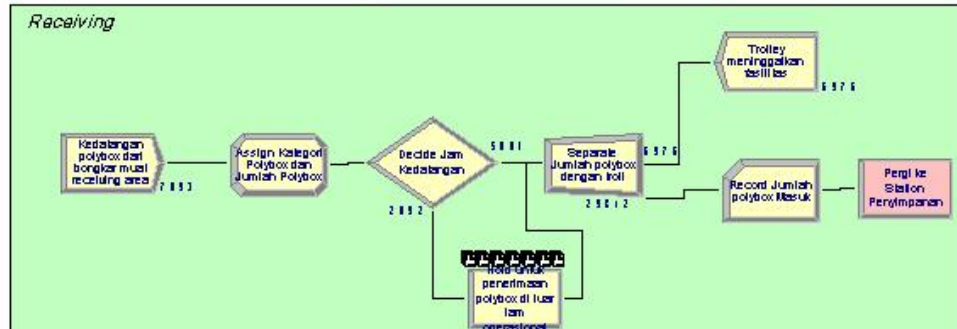 Receiving
Trolley
meninggalkan
fasilitas
6976
Kedatangan
polybox dari
bongkar muat
receiving area
7093
Assign Kategori
Polybox dan
Jumlah Polybox
Decide Jam
Kedatangan
5001
2092
Separate
Jumlah polybox
dengan troli
6976
Record Jumlah
polybox Masuk
Pergi ke
Station
Penyimpanan
Hold untuk
penerimaan
polybox di luar
jam
operasional